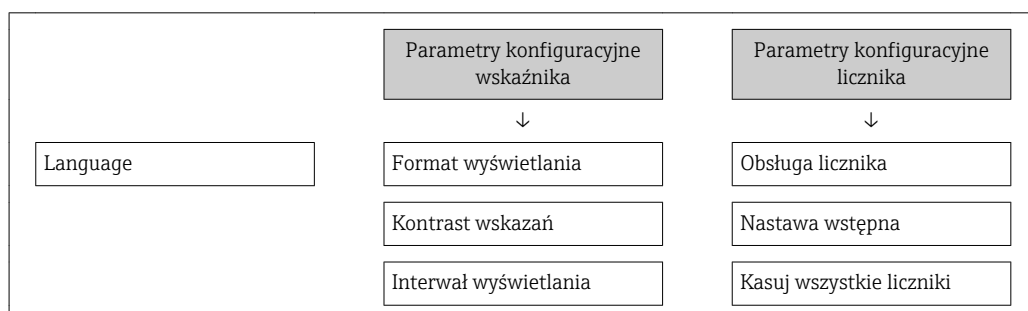 Parametry konfiguracyjne
wskaźnika
Parametry konfiguracyjne
licznika
↓
↓
Language
Format wyświetlania
Obsługa licznika
Kontrast wskazań
Nastawa wstępna
Interwał wyświetlania
Kasuj wszystkie liczniki